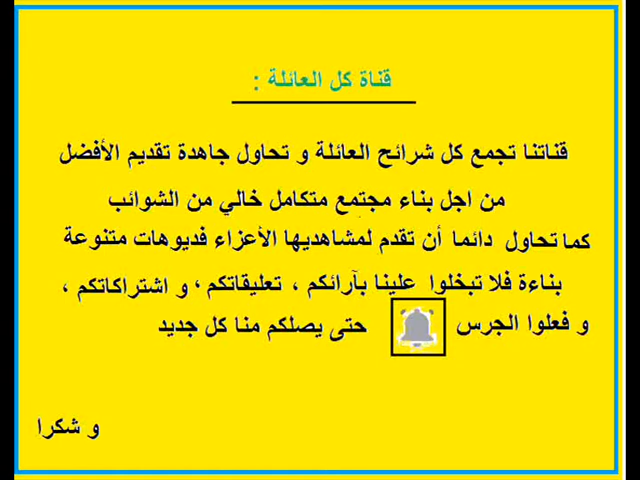 قناة كل العائلة :
قناتنا تجمع كل شرائح العائلة و تحاول جاهدة تقديم الأفضل
من اجل بناء مجتمع متكامل خالي من الشوائب
كما تحاول دائما أن تقدم لمشاهديها الأعزاء فديوهات متنوعة
بناءة فلا تبخلوا علينا بآرائكم ، تعليقاتكم ، و اشتراكاتكم ،
و فعلوا الجرس حتى يصلكم منا كل جديد
و شكرا